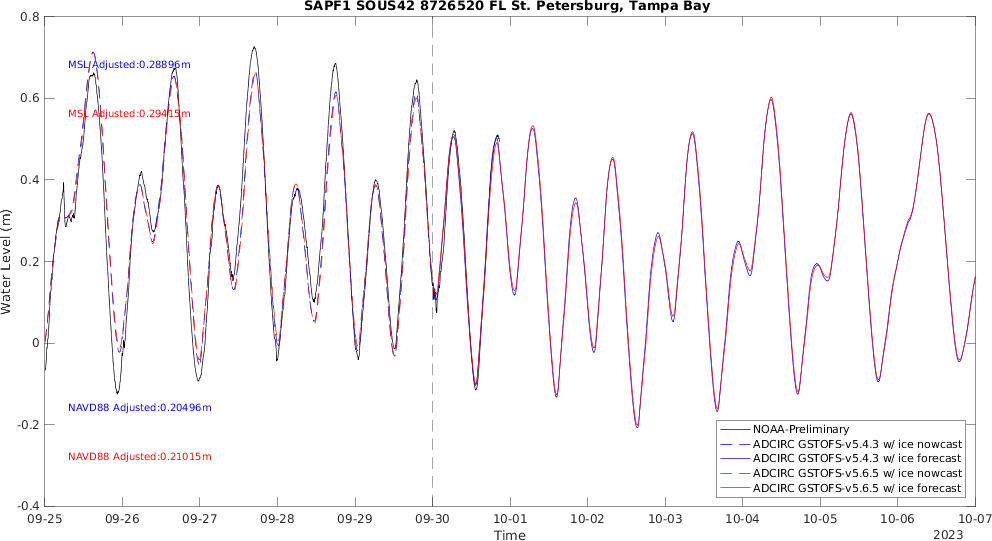 SAPF1 SOUS42 8726520 FL St. Petersburg, Tampa Bay
0.8
0.6
0.4
0.2
0
-0.2
-0.4
Water Level (m)
MSL Adjusted:0.28896m
MSL Adjusted:0.29415m
NAVD88 Adjusted:0.20496m
NAVD88 Adjusted:0.21015m
NOAA-Preliminary
ADCIRC GSTOFS-v5.4.3 w/ ice nowcast
ADCIRC GSTOFS-v5.4.3 w/ ice forecast
ADCIRC GSTOFS-v5.6.5 w/ ice nowcast
ADCIRC GSTOFS-v5.6.5 w/ ice forecast
09-25 09-26 09-27 09-28 09-29 09-30 10-01 10-02 10-03 10-04 10-05 10-06 10-07
Time
2023